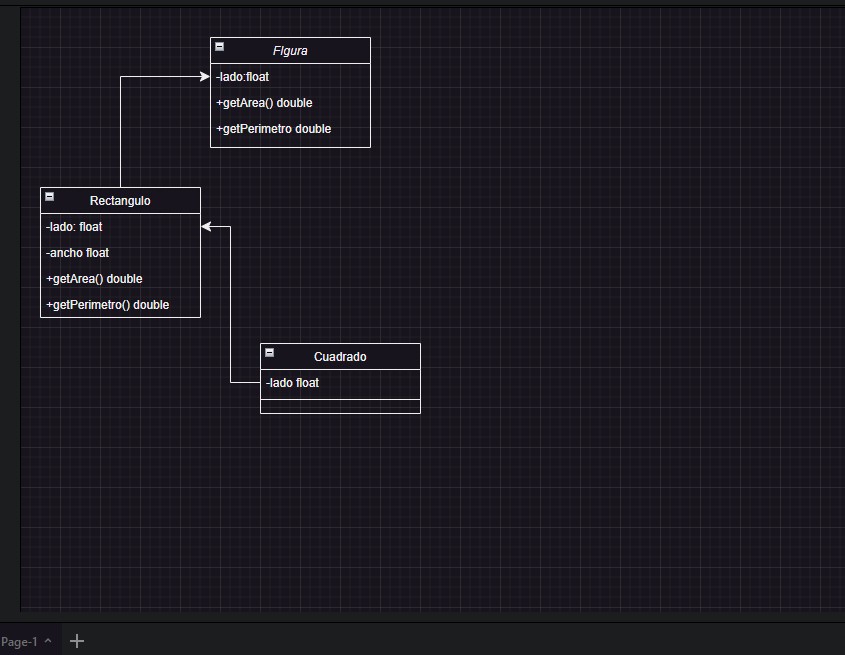 FIgura
-lado:float
+getArea() double
+getPerimetro double
Rectangulo
-lado: float
-ancho float
+getArea() double
+getPerimetro() double
Cuadrado
-lado float
Page-1